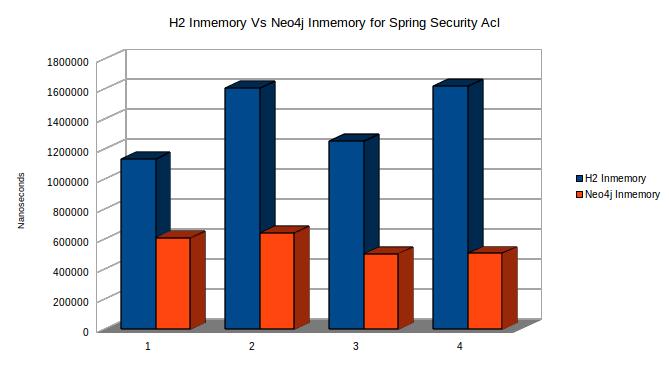 H2 Inmemory Vs Neo4j Inmemory for Spring Security Acl
Nanoseconds
1800000
1600000
1400000
1200000
1000000
800000
600000
400000
200000
0
1 2 3 4
H2 Inmemory
Neo4j Inmemory